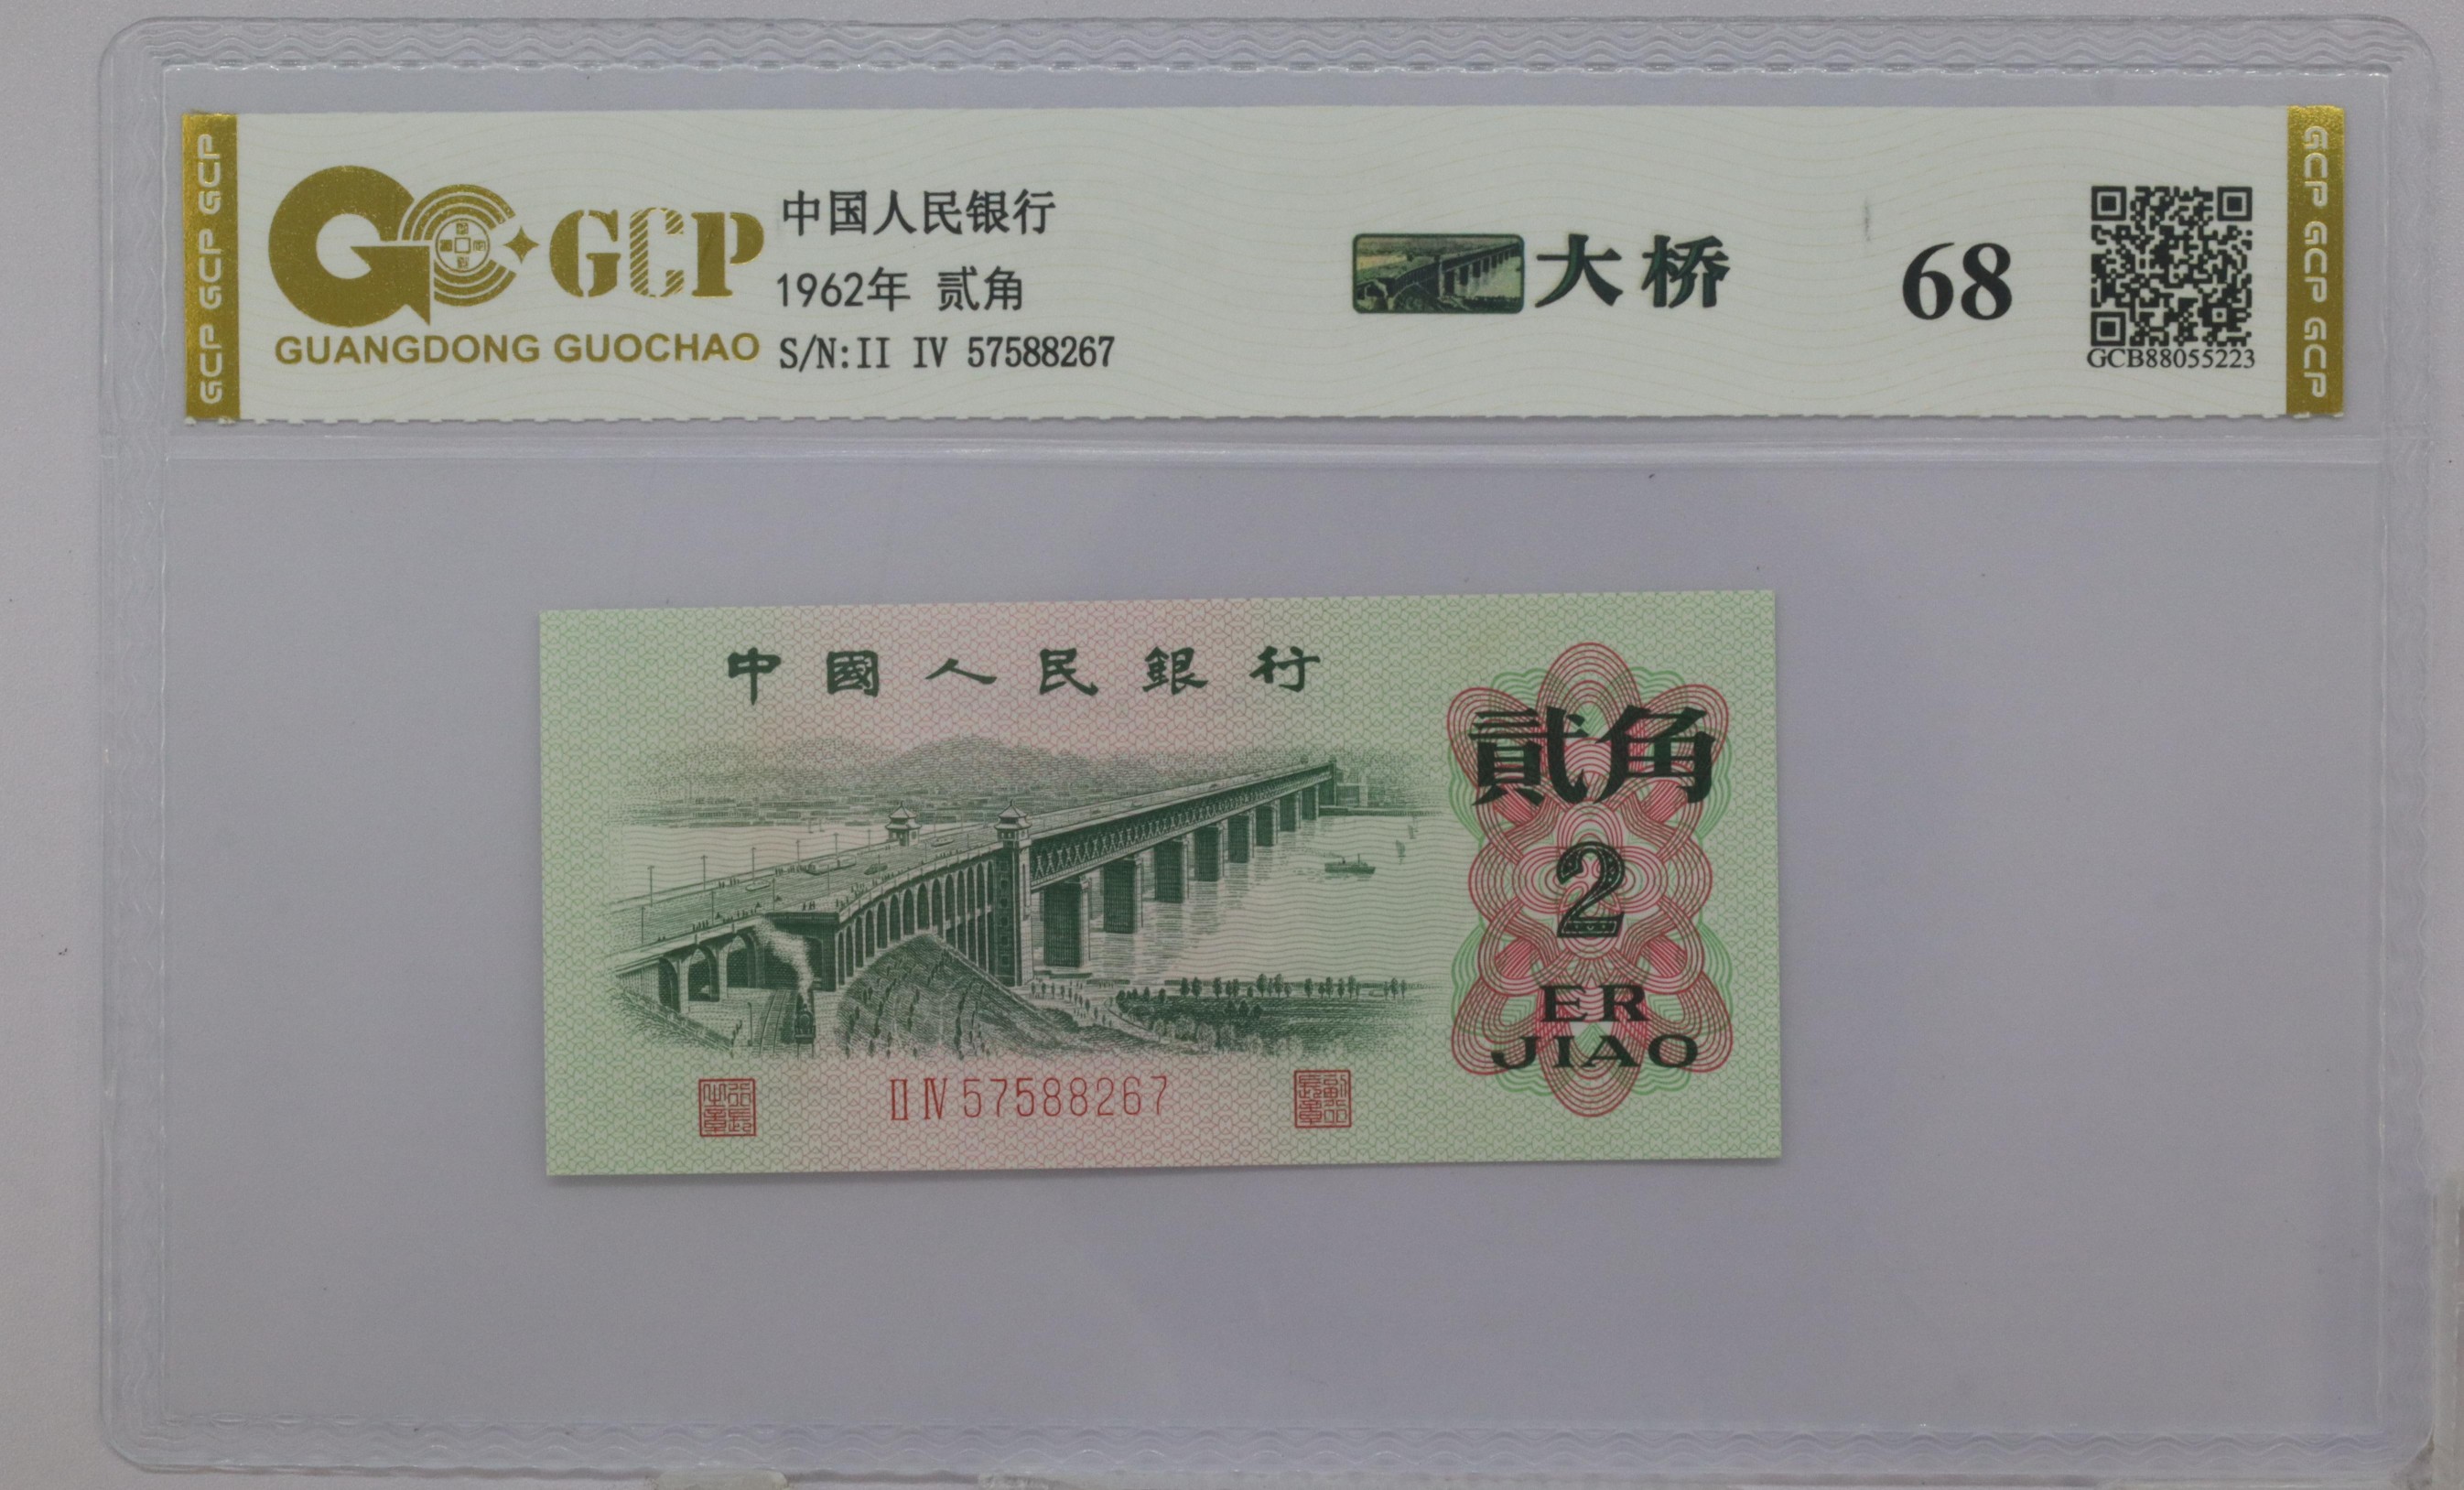 GCP GCP GCP
GCP
GUANGDONG GUOCHAO
中国人民银行
1962年 贰角
S/N:II IV 57588267
大桥
68
GCB88055223
GCP GCP GCP
中國人民銀行
貳角
2
ER
JIAO
II IV 57588267